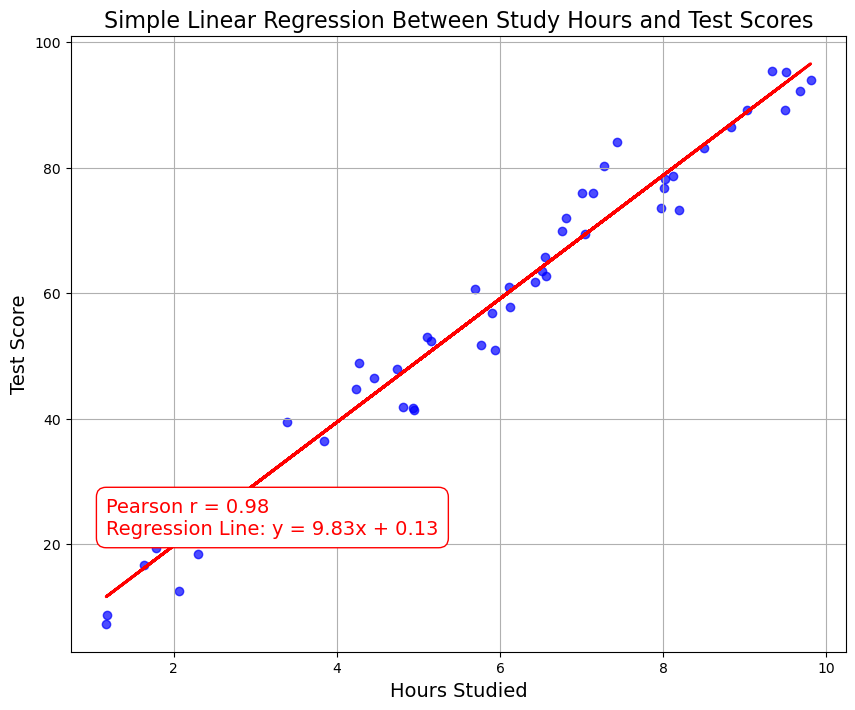 Simple Linear Regression Between Study Hours and Test Scores
100
80
60
40
20
Test Score
Pearson r = 0.98
Regression Line: y = 9.83x + 0.13
2 4 6 8 10
Hours Studied